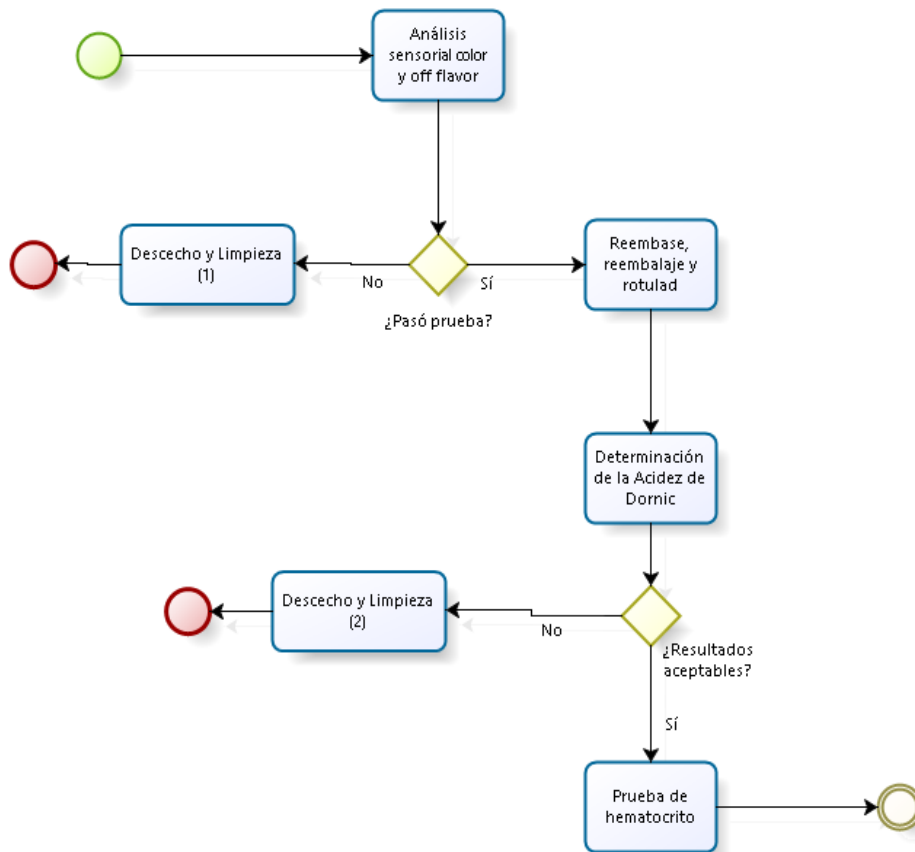 Análisis
sensorial color
y off flavor
Descecho y Limpieza
(1)
No
Sí
¿Pasó prueba?
Reembase,
reembalaje y
rotulad
Determinación
de la Acidez de
Dornic
Descecho y Limpieza
(2)
No
¿Resultados
aceptables?
Sí
Prueba de
hematocrito